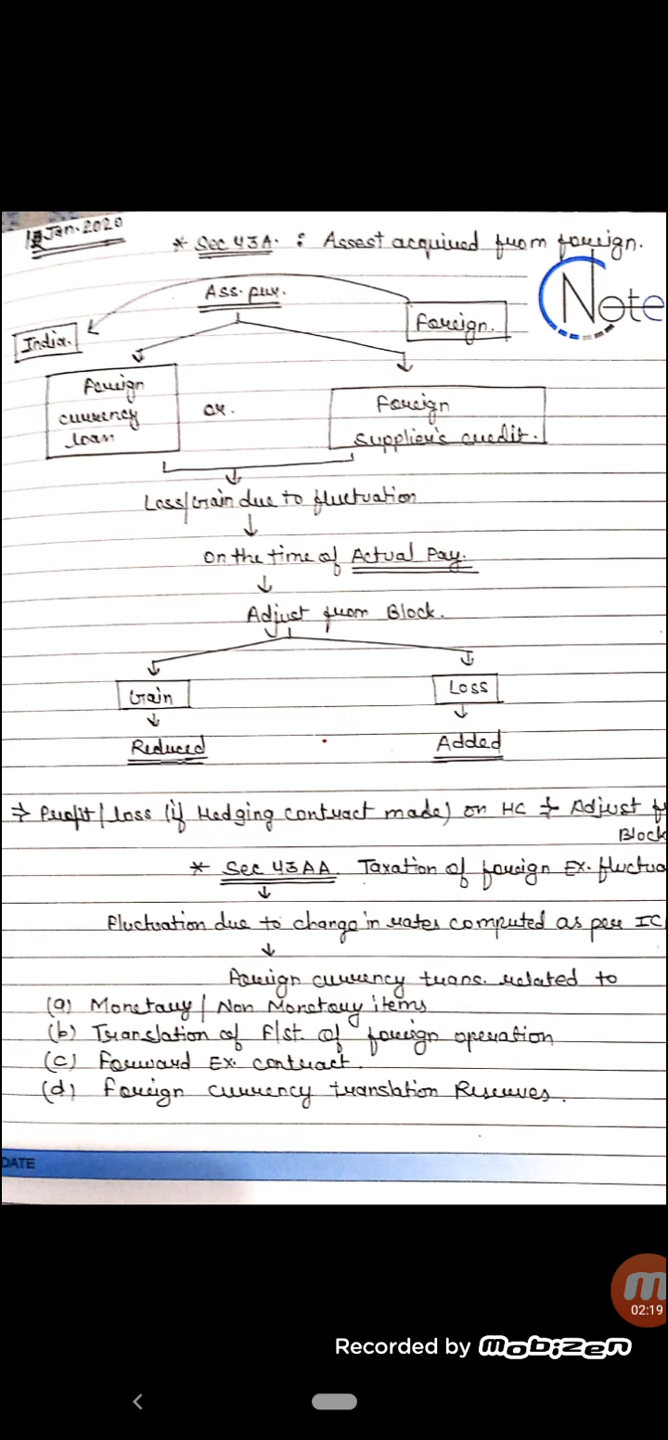 Jan. 2020
* Sec 43A. : Assest acquired from foreign.
Note
Ass. pur.
Foreign.
India.
Foreign currency loan
or.
Foreign supplier's credit.
Loss/Gain due to fluctuation
On the time of Actual Pay.
Adjust from Block.
Gain
Loss
Reduced
Added
⇒ Profit/loss (if Hedging contract made) on HC ⇒ Adjust
Block
* Sec 43AA. Taxation of foreign Ex. fluctua
Fluctuation due to change in rates computed as per IC
Foreign currency trans. related to
(a) Monetary / Non Monetary items
(b) Translation of F/st. of foreign operation
(c) Forward Ex. contract.
(d) Foreign currency translation Reserves.
DATE
02:19
Recorded by mobizen